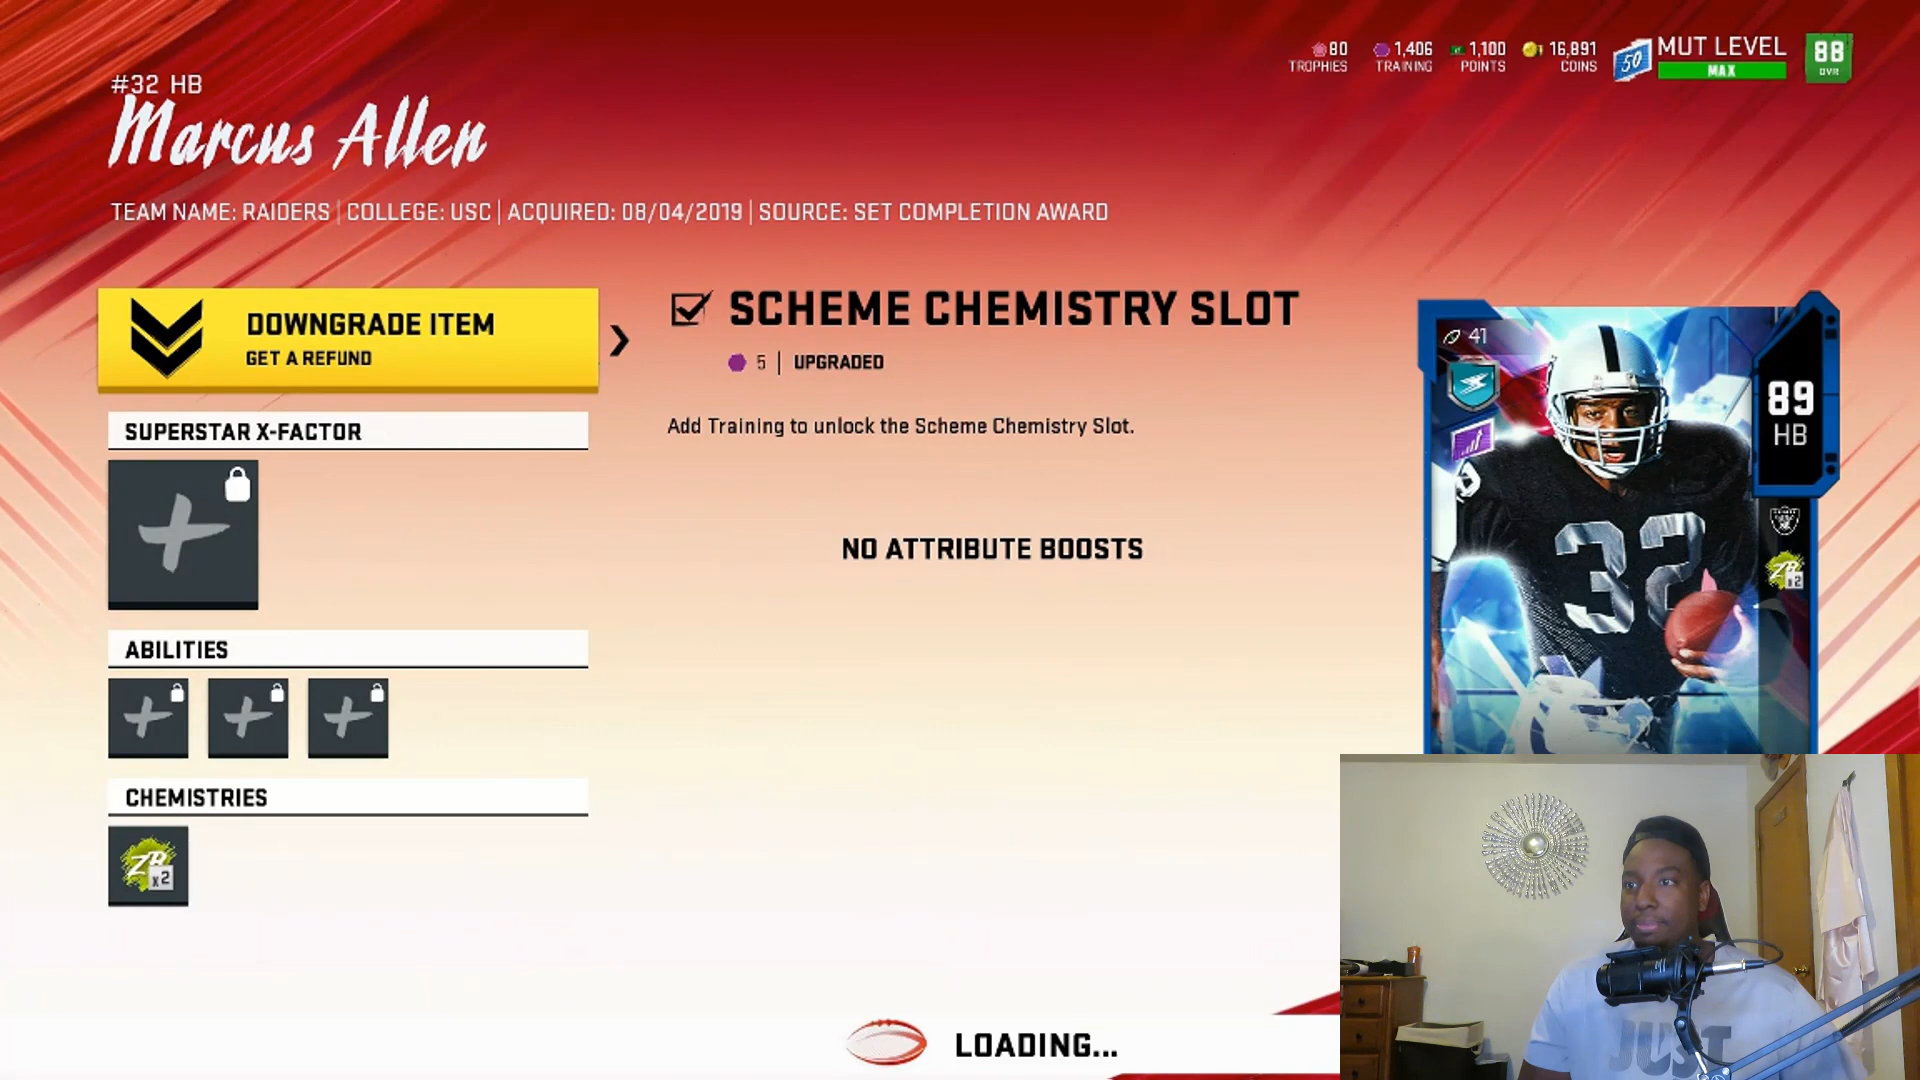 #32 HB
Marcus Allen
TEAM NAME: RAIDERS | COLLEGE: USC | ACQUIRED: 08/04/2019 | SOURCE: SET COMPLETION AWARD
80
TROPHIES
1,406
TRAINING
1,100
POINTS
16,891
COINS
50
MUT LEVEL
MAX
88
OVR
DOWNGRADE ITEM
GET A REFUND
SUPERSTAR X-FACTOR
ABILITIES
CHEMISTRIES
ZR
x2
SCHEME CHEMISTRY SLOT
5 | UPGRADED
Add Training to unlock the Scheme Chemistry Slot.
NO ATTRIBUTE BOOSTS
41
89
HB
32
ZR
x2
LOADING...
JUST